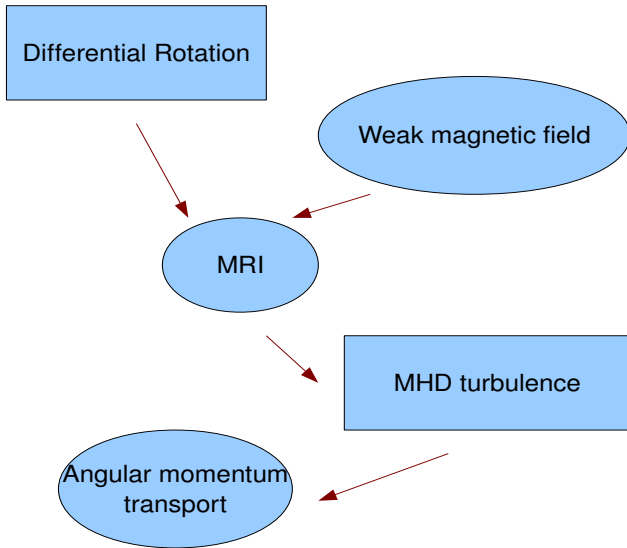 Differential Rotation
Weak magnetic field
MRI
MHD turbulence
Angular momentum
transport